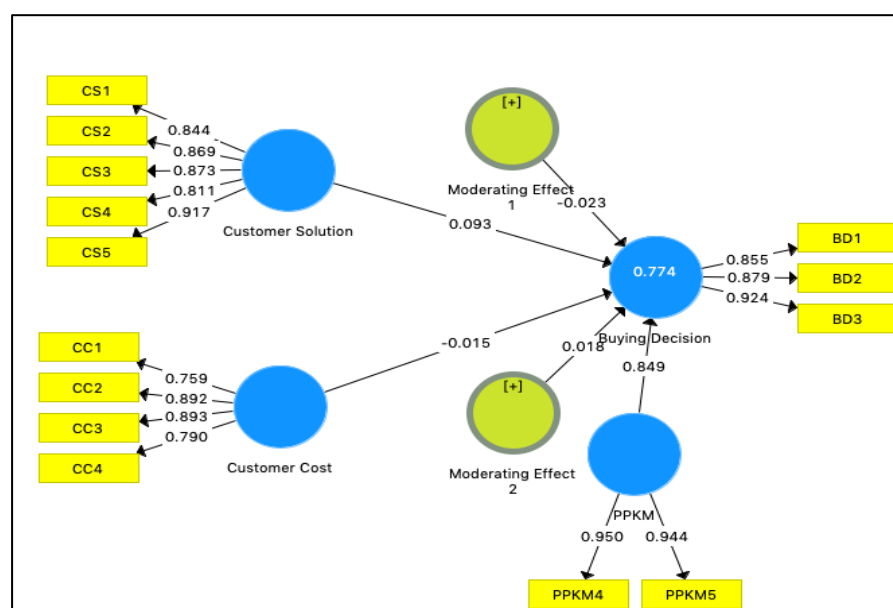 CS1
CS2
CS3
CS4
CS5
0.844
0.869
0.873
0.811
0.917
Customer Solution
[+]
Moderating Effect
1
-0.023
0.093
0.774
Buying Decision
0.855
0.879
0.924
BD1
BD2
BD3
CC1
CC2
CC3
CC4
0.759
0.892
0.893
0.790
Customer Cost
-0.015
0.018
[+]
Moderating Effect
2
0.849
PPKM
0.950
0.944
PPKM4
PPKM5